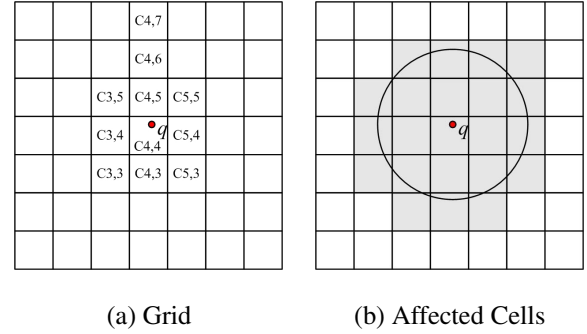 C4,7
C4,6
C3,5 C4,5 C5,5
C3,4 q C5,4
C4,4
C3,3 C4,3 C5,3
q
(a) Grid
(b) Affected Cells